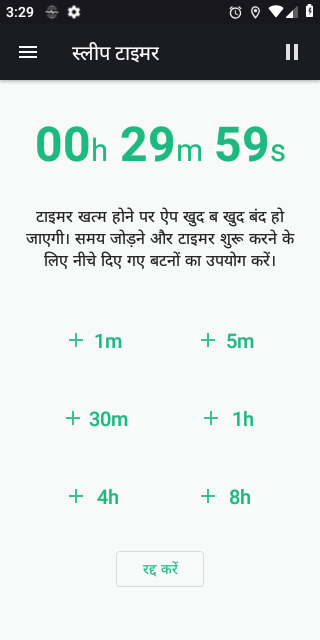 3:29
स्लीप टाइमर
00h 29m 59s
टाइमर खत्म होने पर ऐप खुद ब खुद बंद हो
जाएगी। समय जोड़ने और टाइमर शुरू करने के
लिए नीचे दिए गए बटनों का उपयोग करें।
+ 1m + 5m
+ 30m + 1h
+ 4h + 8h
रद्द करें